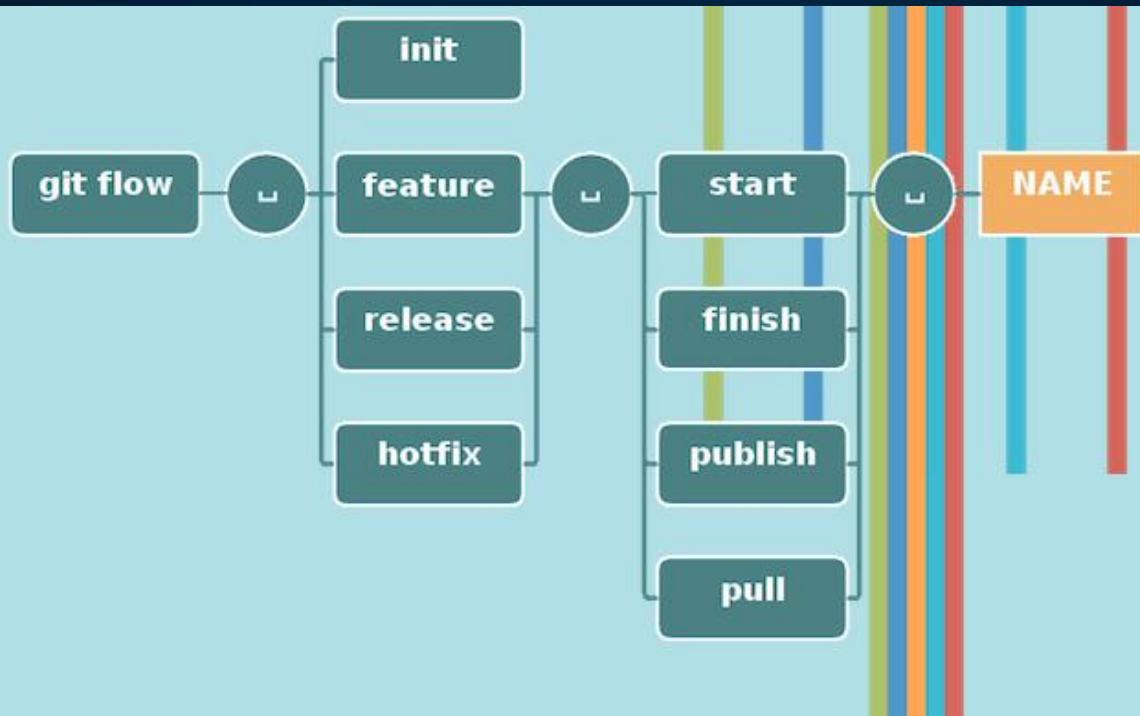 init
git flow
␣
feature
␣
start
␣
NAME
release
finish
hotfix
publish
pull